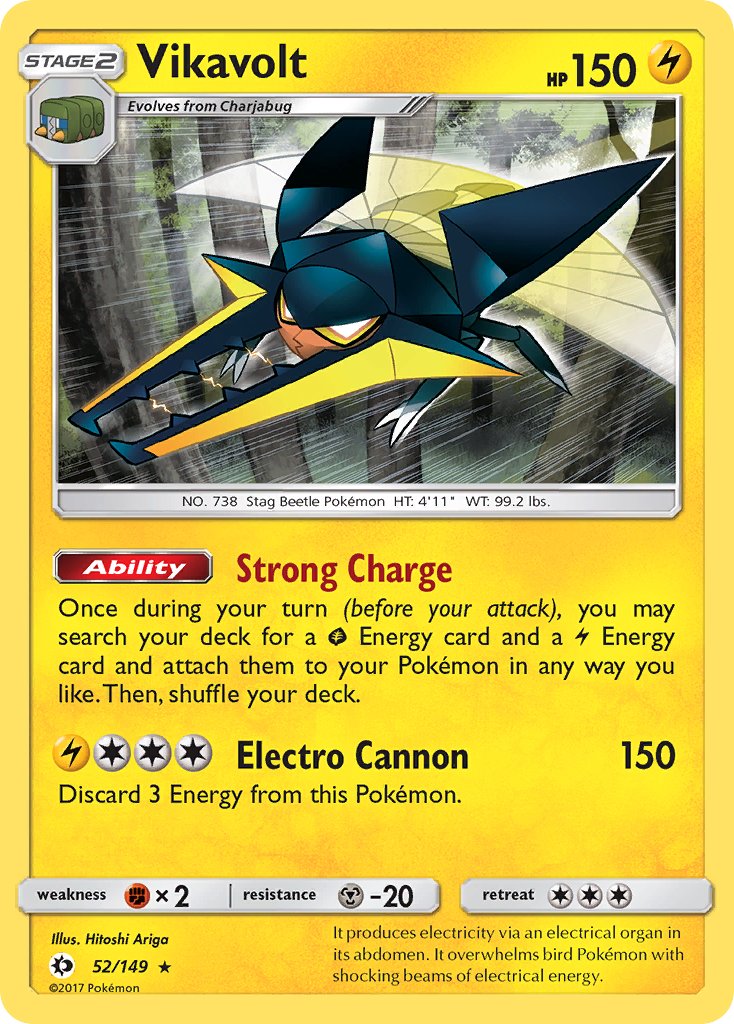 STAGE2 Vikavolt HP 150
Evolves from Charjabug
NO. 738 Stag Beetle Pokémon HT: 4'11" WT: 99.2 lbs.
Ability Strong Charge
Once during your turn (before your attack), you may
search your deck for a Energy card and a Energy
card and attach them to your Pokémon in any way you
like. Then, shuffle your deck.
Electro Cannon 150
Discard 3 Energy from this Pokémon.
weakness × 2 resistance -20 retreat
Illus. Hitoshi Ariga
52/149 ★
©2017 Pokémon
It produces electricity via an electrical organ in
its abdomen. It overwhelms bird Pokémon with
shocking beams of electrical energy.